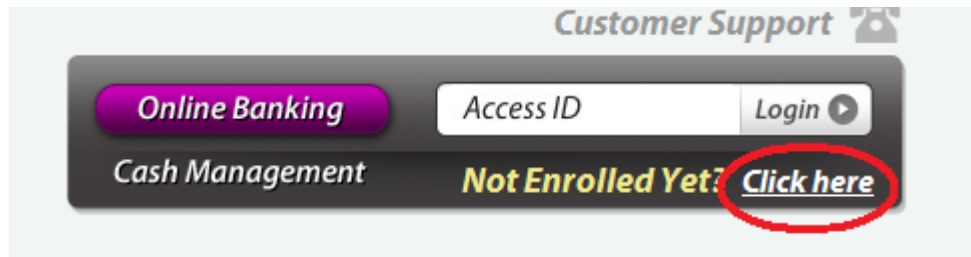 Customer Support
Online Banking
Access ID
Login
Cash Management
Not Enrolled Yet? Click here